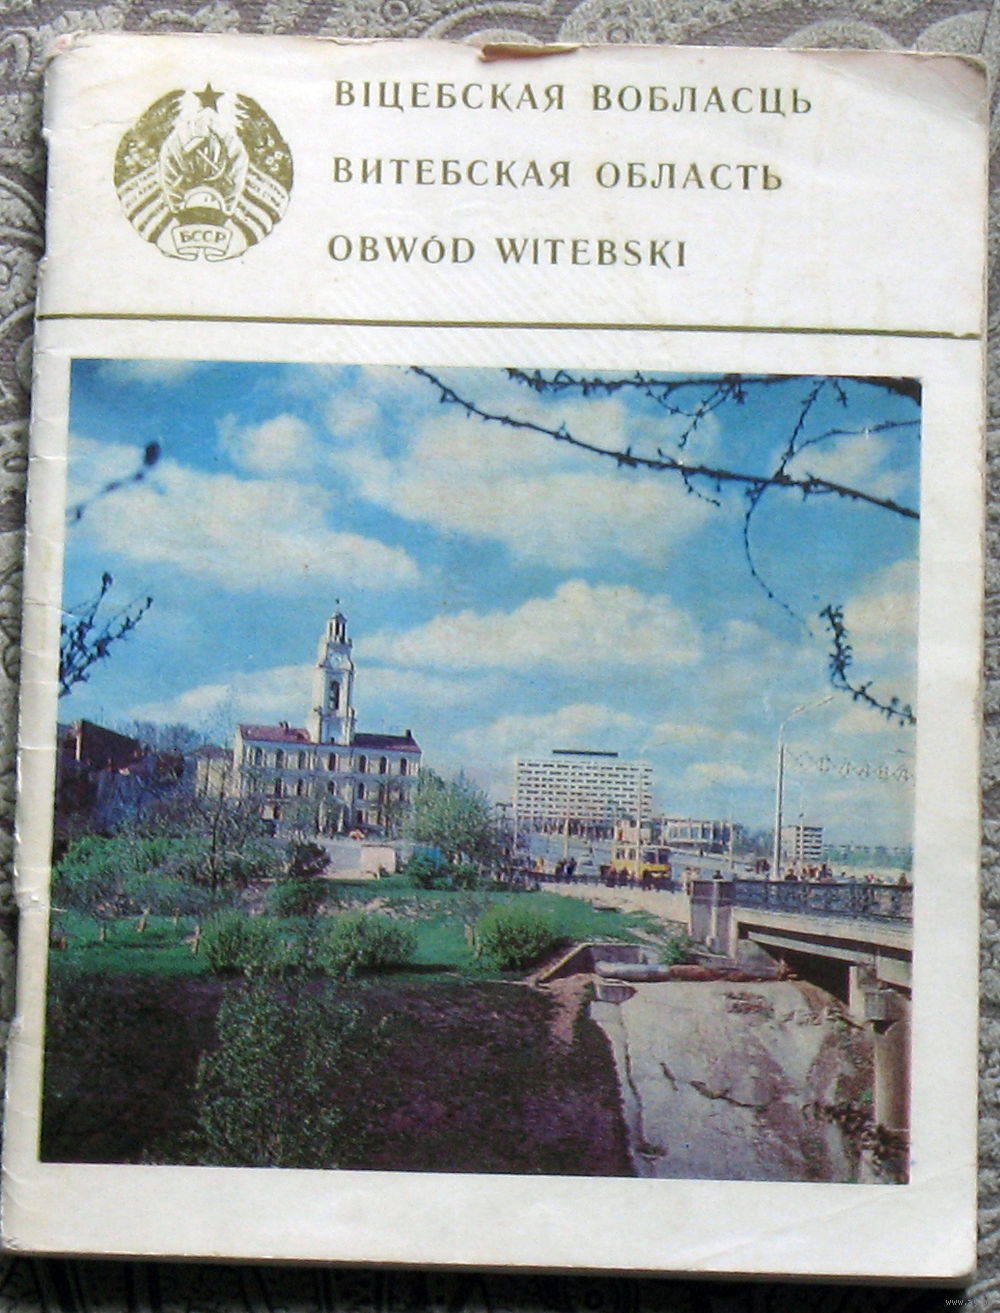 ВІЦЕБСКАЯ ВОБЛАСЦЬ
ВИТЕБСКАЯ ОБЛАСТЬ
OBWÓD WITEBSKI
БССР